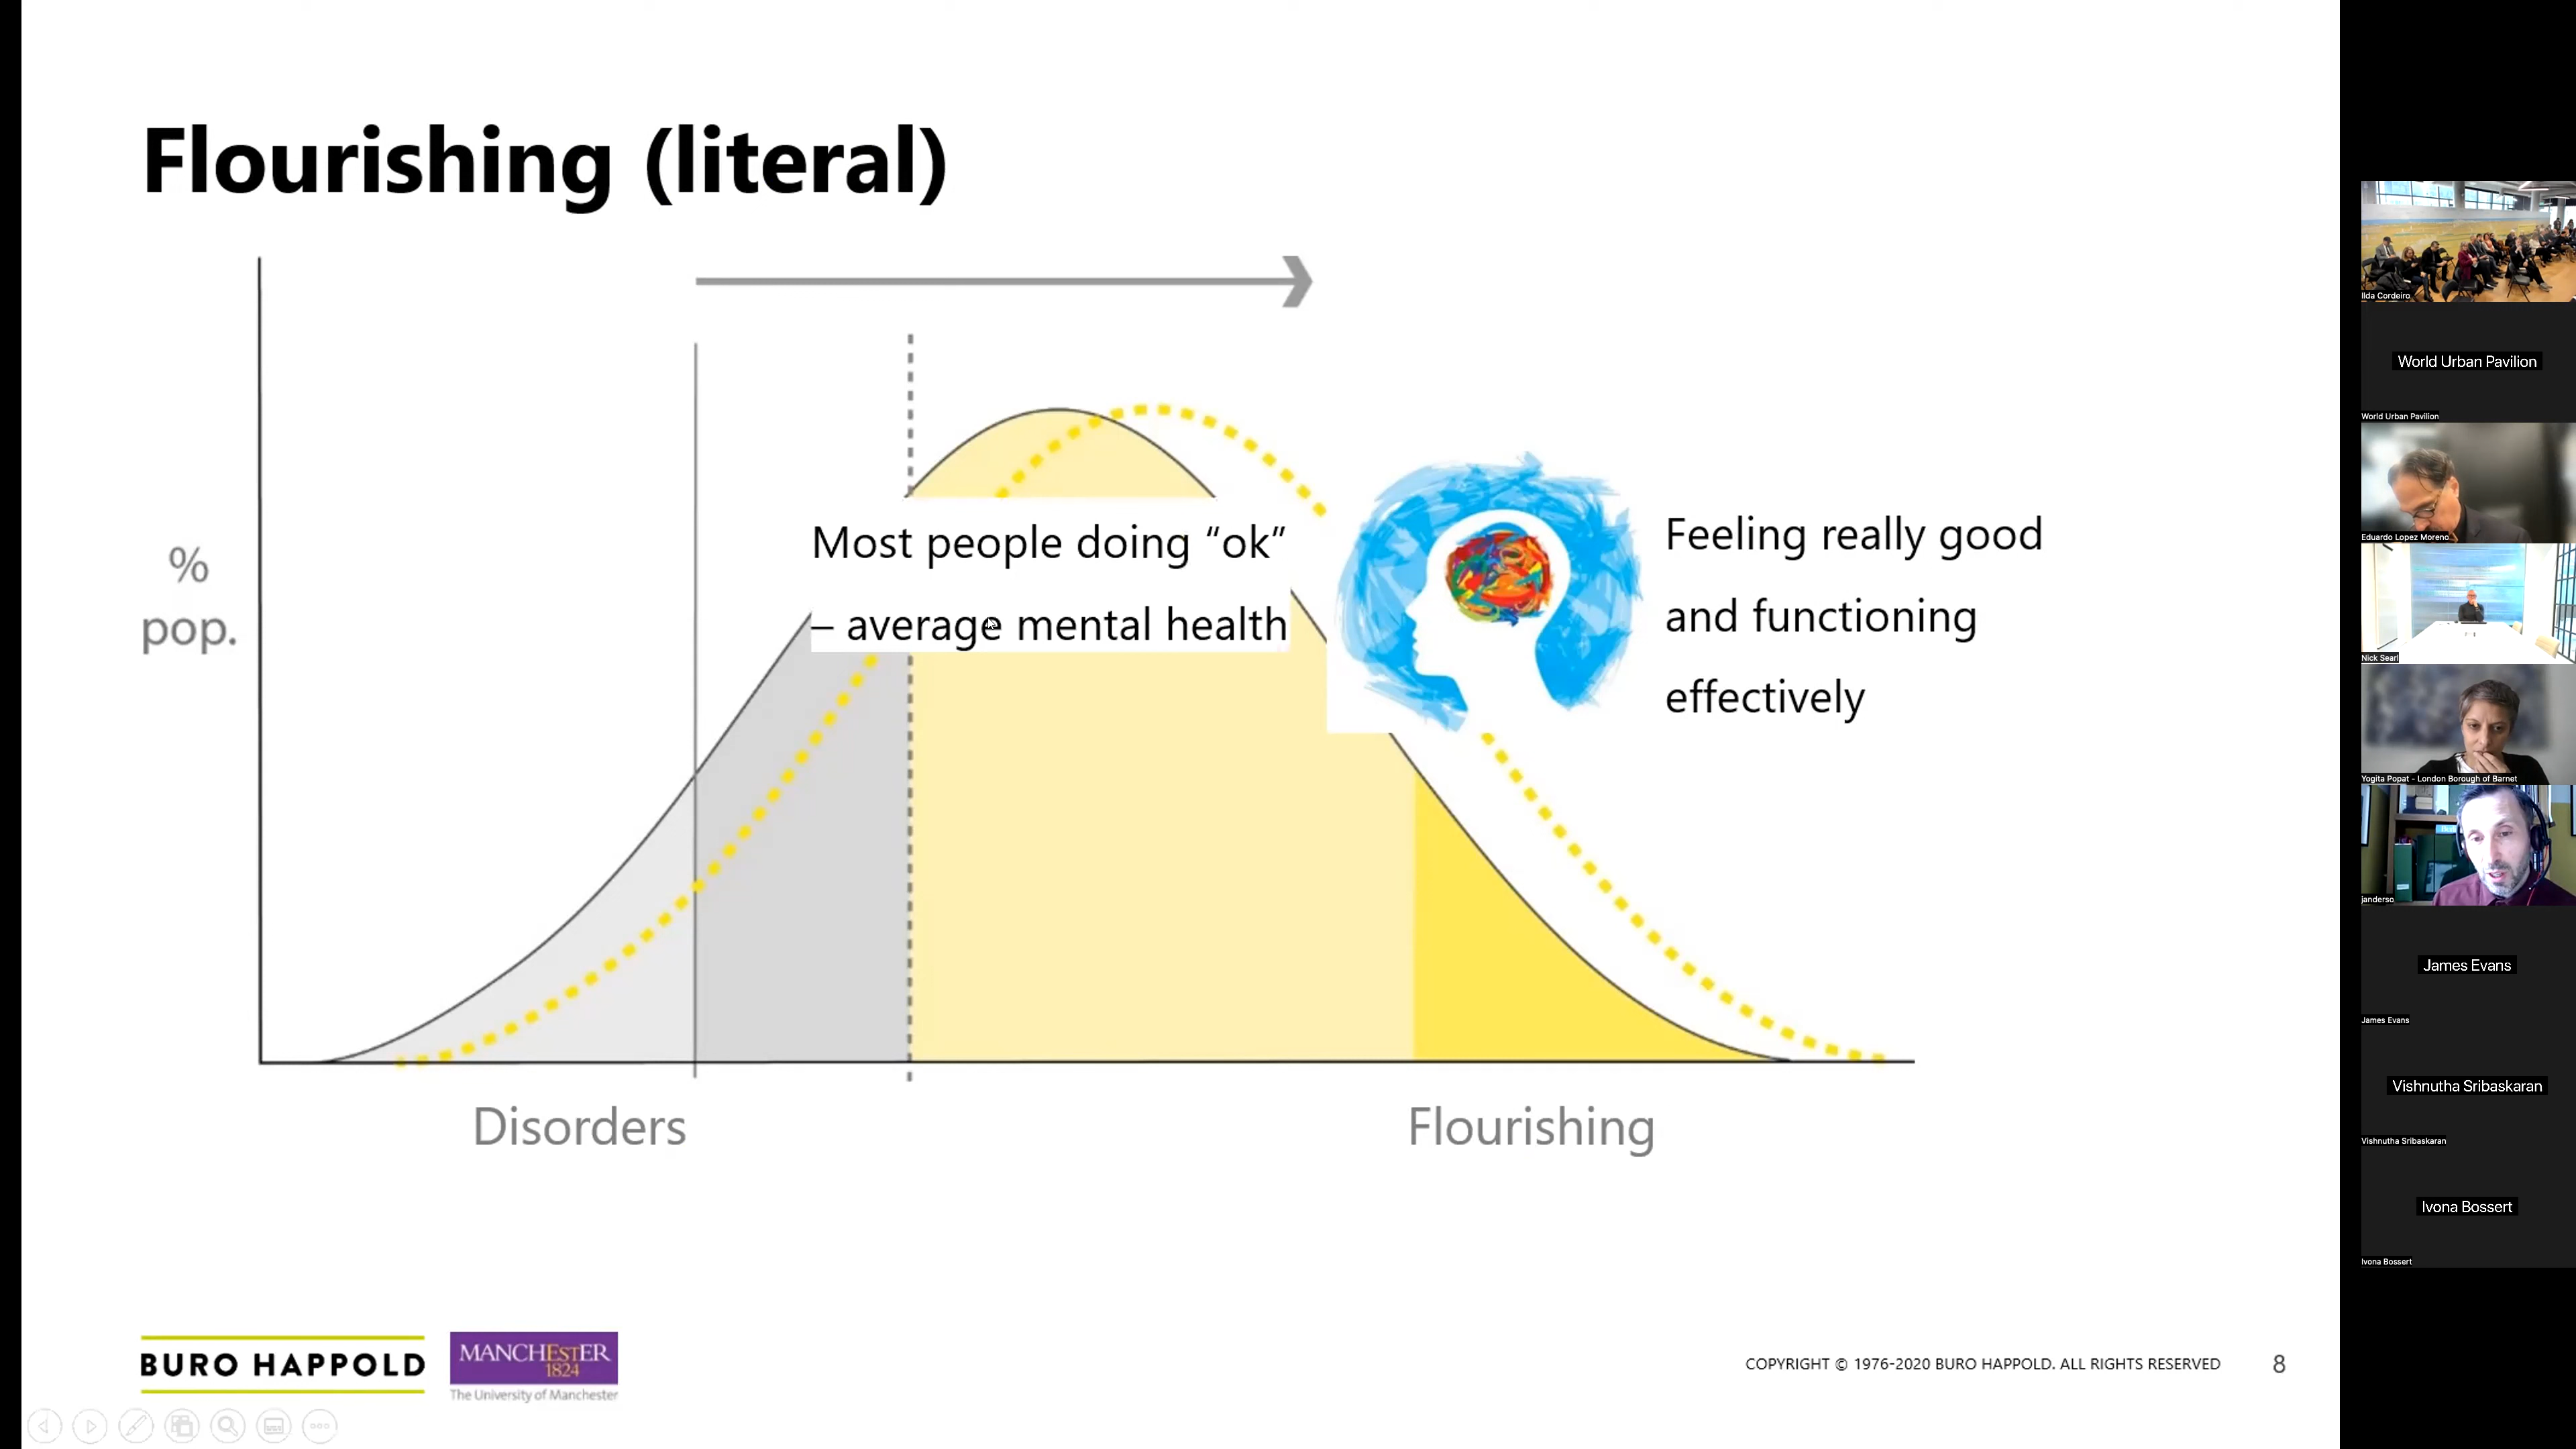 Flourishing (literal)
%
pop.
Most people doing “ok”
– average mental health
Feeling really good
and functioning
effectively
Disorders
Flourishing
BURO HAPPOLD
MANCHESTER
1824
The University of Manchester
COPYRIGHT © 1976-2020 BURO HAPPOLD. ALL RIGHTS RESERVED
8
Ilda Cordeiro
World Urban Pavilion
World Urban Pavilion
Eduardo Lopez Moreno
Nick Searl
Yogita Popat - London Borough of Barnet
janderso
James Evans
James Evans
Vishnutha Sribaskaran
Vishnutha Sribaskaran
Ivona Bossert
Ivona Bossert